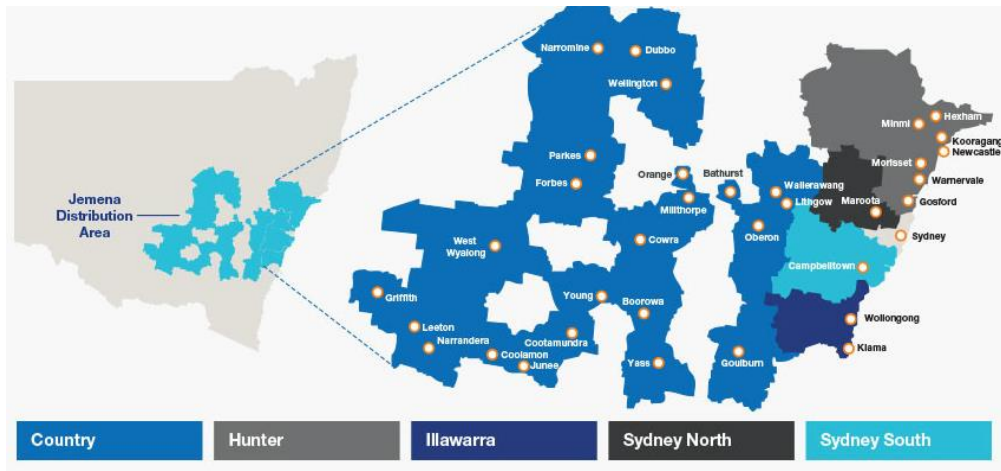 Jemena
Distribution
Area
Narromine
Dubbo
Wellington
Parkes
Forbes
Orange
Bathurst
Millthorpe
Wallerawang
Lithgow
Oberon
Cowra
West
Wyalong
Griffith
Young
Boorowa
Leeton
Narrandera
Cootamundra
Coolamon
Junee
Yass
Goulburn
Minmi
Hexham
Kooragang
Newcastle
Morisset
Warnervale
Maroota
Gosford
Sydney
Campbelltown
Wollongong
Kiama
Country
Hunter
Illawarra
Sydney North
Sydney South